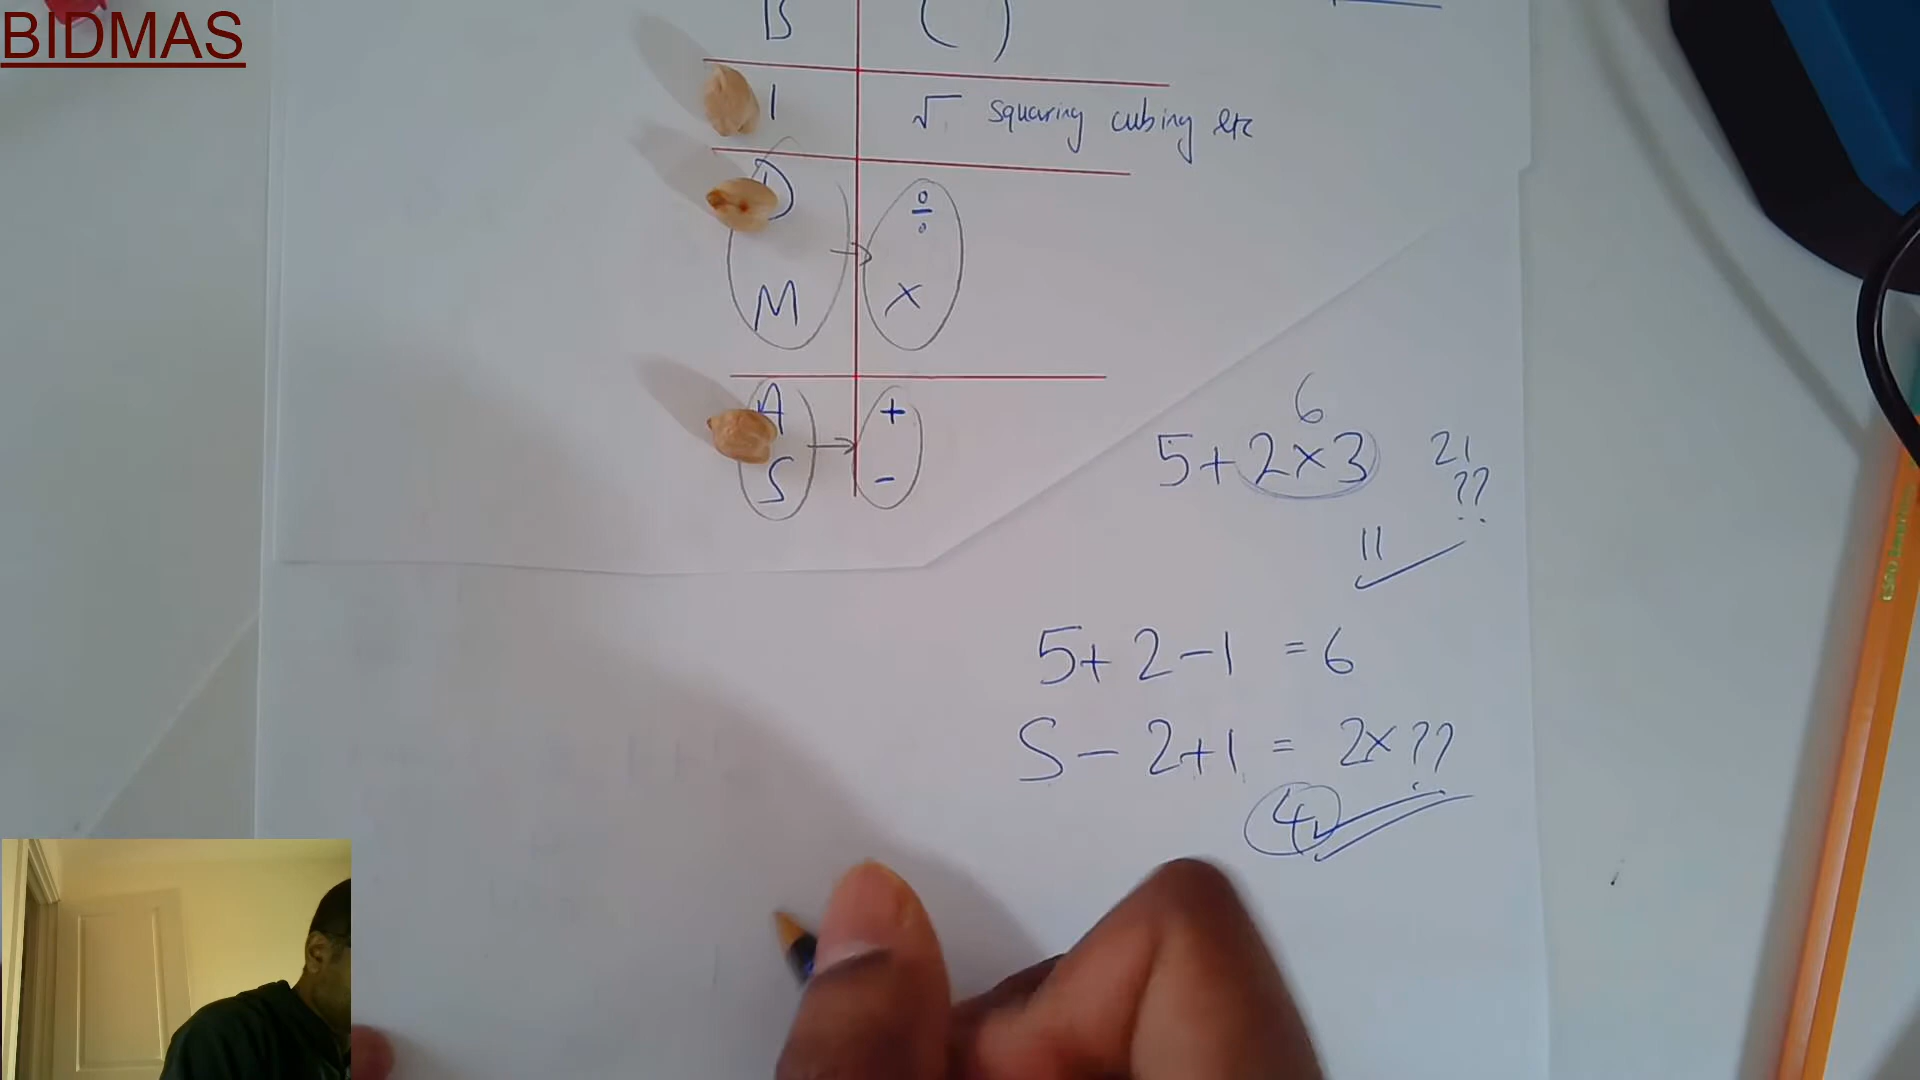 BIDMAS
B ( )
I √ squaring cubing etc
D ÷
M ×
A +
S -
6
5+2×3 21
??
11
5+2-1 =6
5-2+1 = 2× ??
4